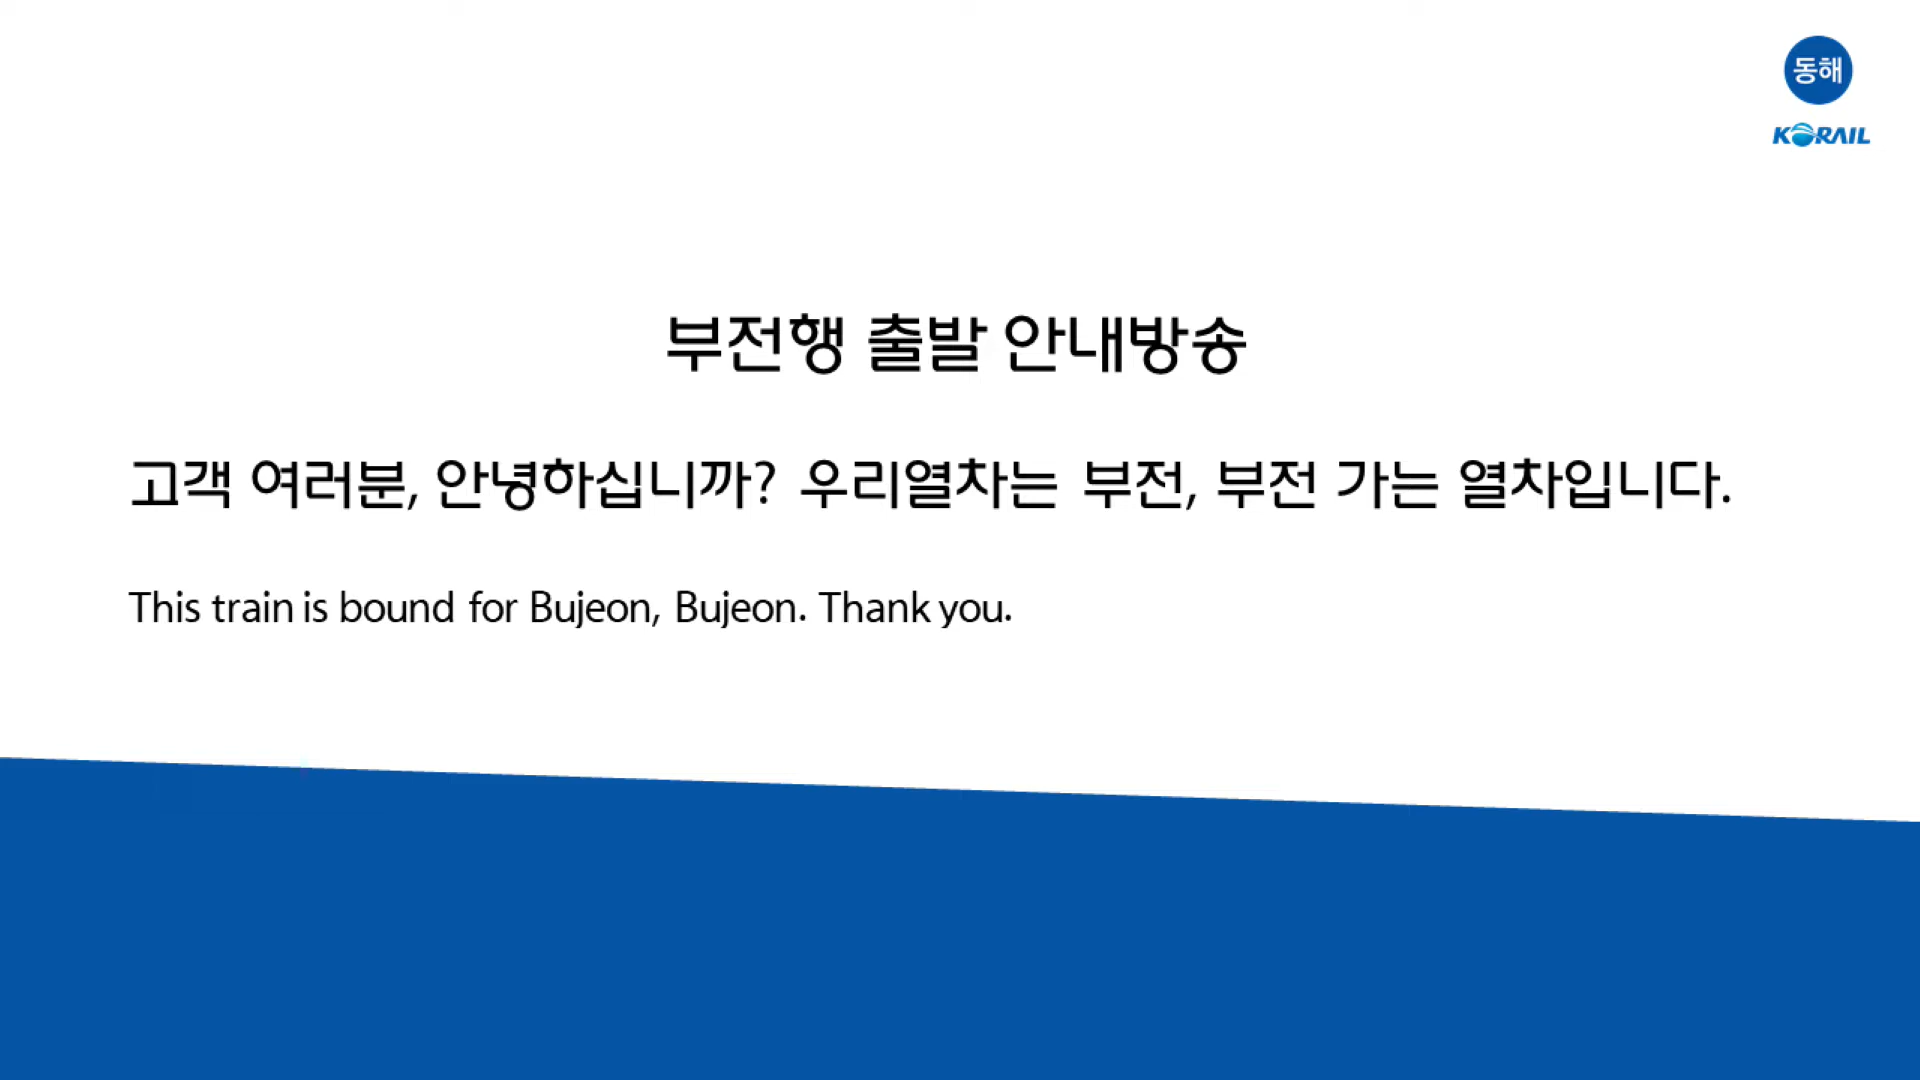 동해
KORAIL
부전행 출발 안내방송
고객 여러분, 안녕하십니까? 우리열차는 부전, 부전 가는 열차입니다.
This train is bound for Bujeon, Bujeon. Thank you.